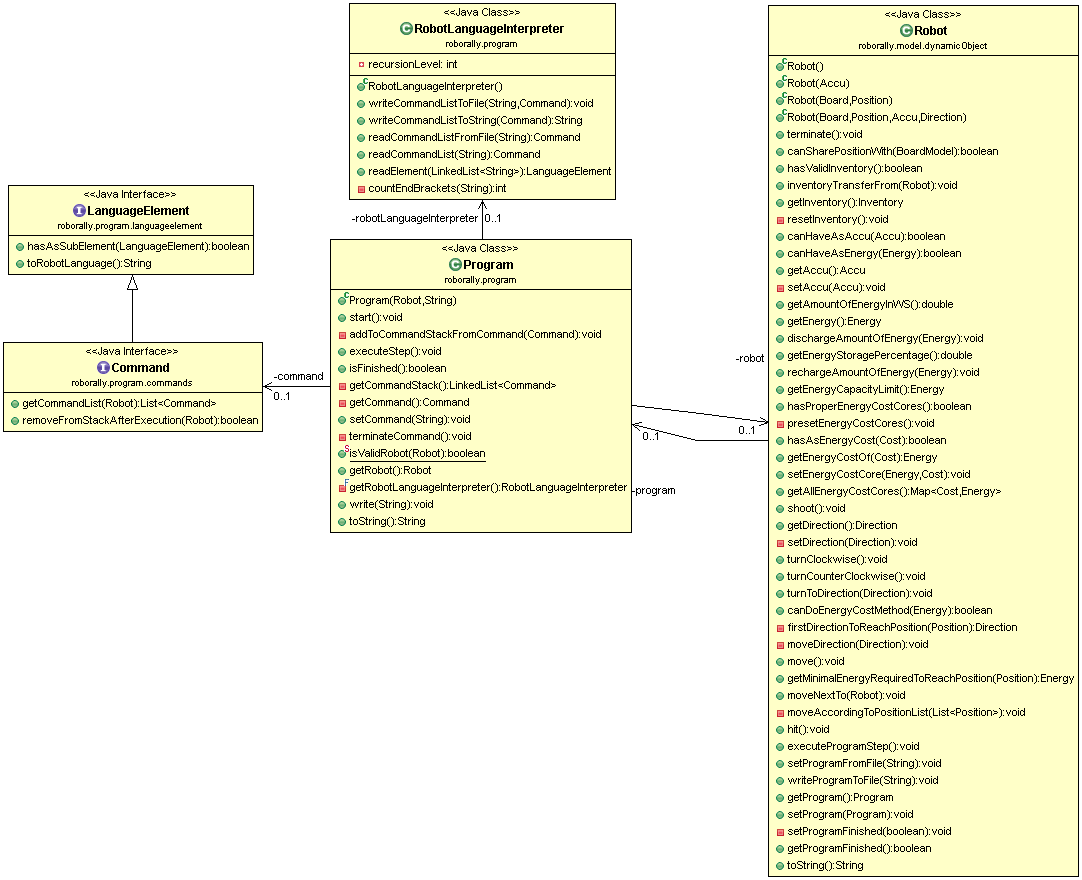 <<Java Class>>
RobotLanguageInterpreter
roborally.program
recursionLevel: int
RobotLanguageInterpreter()
writeCommandListToFile(String,Command):void
writeCommandListToString(Command):String
readCommandListFromFile(String):Command
readCommandList(String):Command
readElement(LinkedList<String>):LanguageElement
countEndBrackets(String):int
<<Java Interface>>
LanguageElement
roborally.program.languageelement
hasAsSubElement(LanguageElement):boolean
toRobotLanguage():String
<<Java Interface>>
Command
roborally.program.commands
getCommandList(Robot):List<Command>
removeFromStackAfterExecution(Robot):boolean
-robotLanguageInterpreter 0..1
-command
0..1
<<Java Class>>
Program
roborally.program
Program(Robot,String)
start():void
addToCommandStackFromCommand(Command):void
executeStep():void
isFinished():boolean
getCommandStack():LinkedList<Command>
getCommand():Command
setCommand(String):void
terminateCommand():void
isValidRobot(Robot):boolean
getRobot():Robot
getRobotLanguageInterpreter():RobotLanguageInterpreter
write(String):void
toString():String
-robot
0..1
0..1
-program
<<Java Class>>
Robot
roborally.model.dynamicObject
Robot()
Robot(Accu)
Robot(Board,Position)
Robot(Board,Position,Accu,Direction)
terminate():void
canSharePositionWith(BoardModel):boolean
hasValidInventory():boolean
inventoryTransferFrom(Robot):void
getInventory():Inventory
resetInventory():void
canHaveAsAccu(Accu):boolean
canHaveAsEnergy(Energy):boolean
getAccu():Accu
setAccu(Accu):void
getAmountOfEnergyInWS():double
getEnergy():Energy
dischargeAmountOfEnergy(Energy):void
getEnergyStoragePercentage():double
rechargeAmountOfEnergy(Energy):void
getEnergyCapacityLimit():Energy
hasProperEnergyCostCores():boolean
presetEnergyCostCores():void
hasAsEnergyCost(Cost):boolean
getEnergyCostOf(Cost):Energy
setEnergyCostCore(Energy,Cost):void
getAllEnergyCostCores():Map<Cost,Energy>
shoot():void
getDirection():Direction
setDirection(Direction):void
turnClockwise():void
turnCounterClockwise():void
turnToDirection(Direction):void
canDoEnergyCostMethod(Energy):boolean
firstDirectionToReachPosition(Position):Direction
moveDirection(Direction):void
move():void
getMinimalEnergyRequiredToReachPosition(Position):Energy
moveNextTo(Robot):void
moveAccordingToPositionList(List<Position>):void
hit():void
executeProgramStep():void
setProgramFromFile(String):void
writeProgramToFile(String):void
getProgram():Program
setProgram(Program):void
setProgramFinished(boolean):void
getProgramFinished():boolean
toString():String